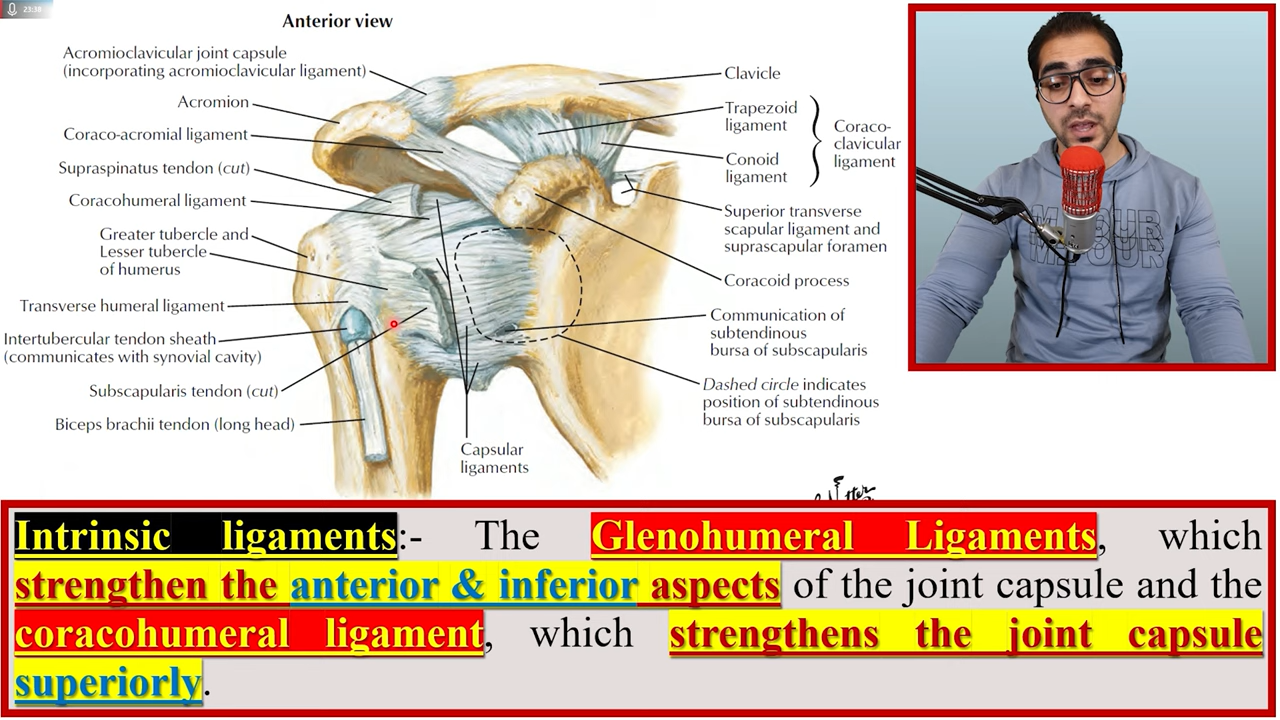 23:38
Anterior view
Acromioclavicular joint capsule
(incorporating acromioclavicular ligament)
Acromion
Coraco-acromial ligament
Supraspinatus tendon (cut)
Coracohumeral ligament
Greater tubercle and
Lesser tubercle
of humerus
Transverse humeral ligament
Intertubercular tendon sheath
(communicates with synovial cavity)
Subscapularis tendon (cut)
Biceps brachii tendon (long head)
Capsular
ligaments
Clavicle
Trapezoid
ligament
Conoid
ligament
Coraco-
clavicular
ligament
Superior transverse
scapular ligament and
suprascapular foramen
Coracoid process
Communication of
subtendinous
bursa of subscapularis
Dashed circle indicates
position of subtendinous
bursa of subscapularis
Intrinsic ligaments:- The Glenohumeral Ligaments, which
strengthen the anterior & inferior aspects of the joint capsule and the
coracohumeral ligament, which strengthens the joint capsule
superiorly.